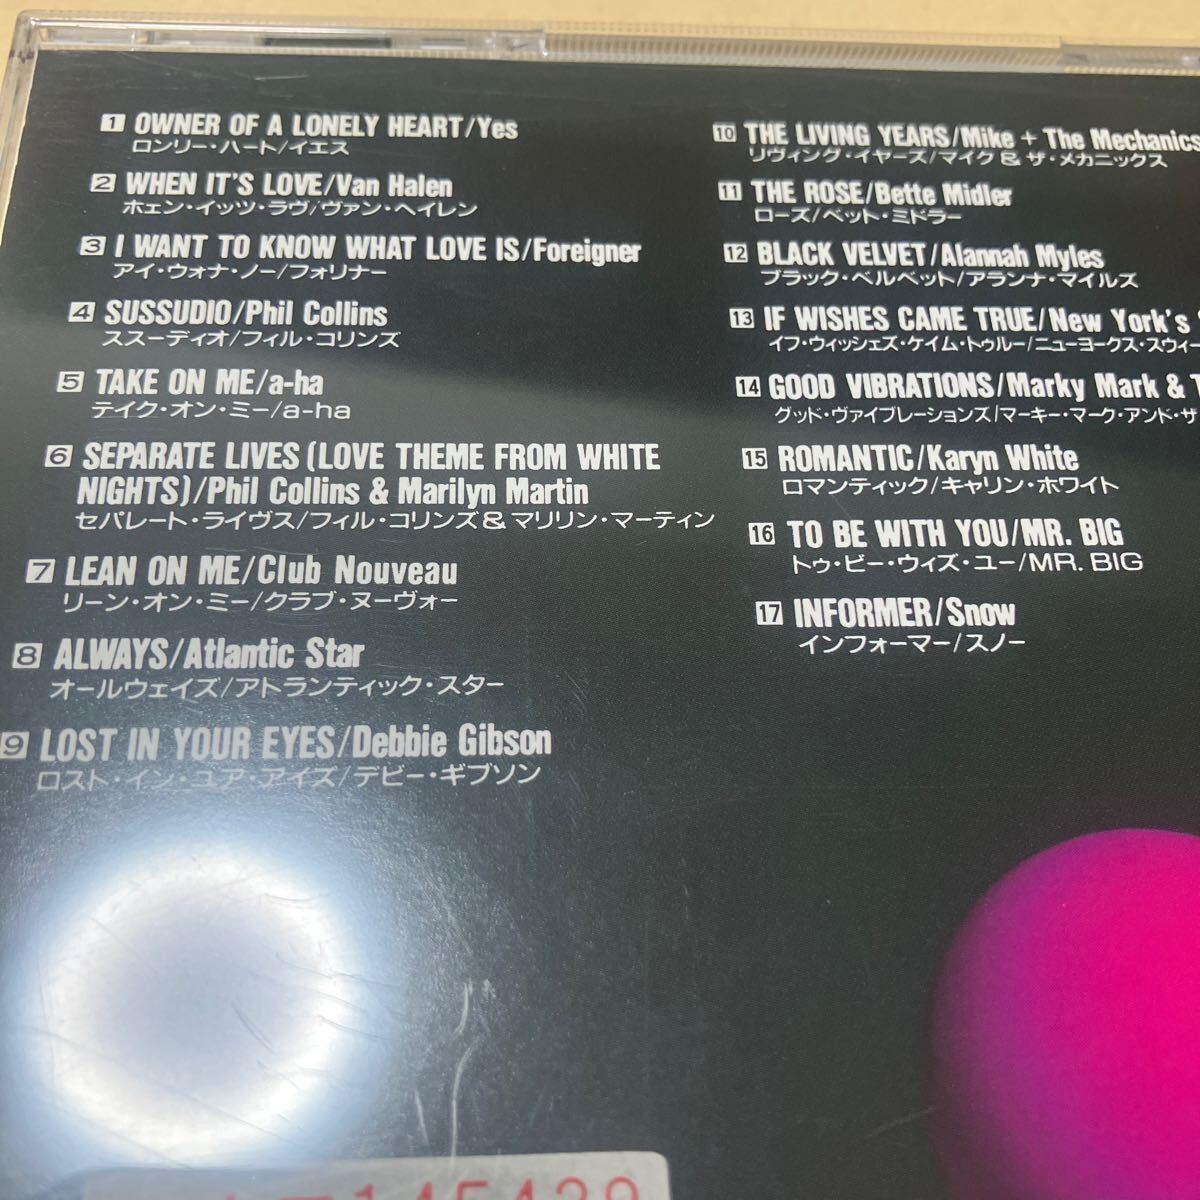 1 OWNER OF A LONELY HEART/Yes
ロンリー・ハート/イエス
2 WHEN IT'S LOVE/Van Halen
ホェン・イッツ・ラヴ/ヴァン・ヘイレン
3 I WANT TO KNOW WHAT LOVE IS/Foreigner
アイ・ウォナ・ノー/フォリナー
4 SUSSUDIO/Phil Collins
ススーディオ/フィル・コリンズ
5 TAKE ON ME/a-ha
テイク・オン・ミー/a-ha
6 SEPARATE LIVES (LOVE THEME FROM WHITE
NIGHTS)/Phil Collins & Marilyn Martin
セパレート・ライヴス/フィル・コリンズ&マリリン・マーティン
7 LEAN ON ME/Club Nouveau
リーン・オン・ミー/クラブ・ヌーヴォー
8 ALWAYS/Atlantic Star
オールウェイズ/アトランティック・スター
9 LOST IN YOUR EYES/Debbie Gibson
ロスト・イン・ユア・アイズ/デビー・ギブソン
10 THE LIVING YEARS/Mike + The Mechanics
リヴィング・イヤーズ/マイク&ザ・メカニックス
11 THE ROSE/Bette Midler
ローズ/ベット・ミドラー
12 BLACK VELVET/Alannah Myles
ブラック・ベルベット/アランナ・マイルズ
13 IF WISHES CAME TRUE/New York's
イフ・ウィッシェズ・ケイム・トゥルー/ニューヨークス・スウィー
14 GOOD VIBRATIONS/Marky Mark & T
グッド・ヴァイブレーションズ/マーキー・マーク・アンド・ザ
15 ROMANTIC/Karyn White
ロマンティック/キャリン・ホワイト
16 TO BE WITH YOU/MR. BIG
トゥ・ビー・ウィズ・ユー/MR. BIG
17 INFORMER/Snow
インフォーマー/スノー
145439